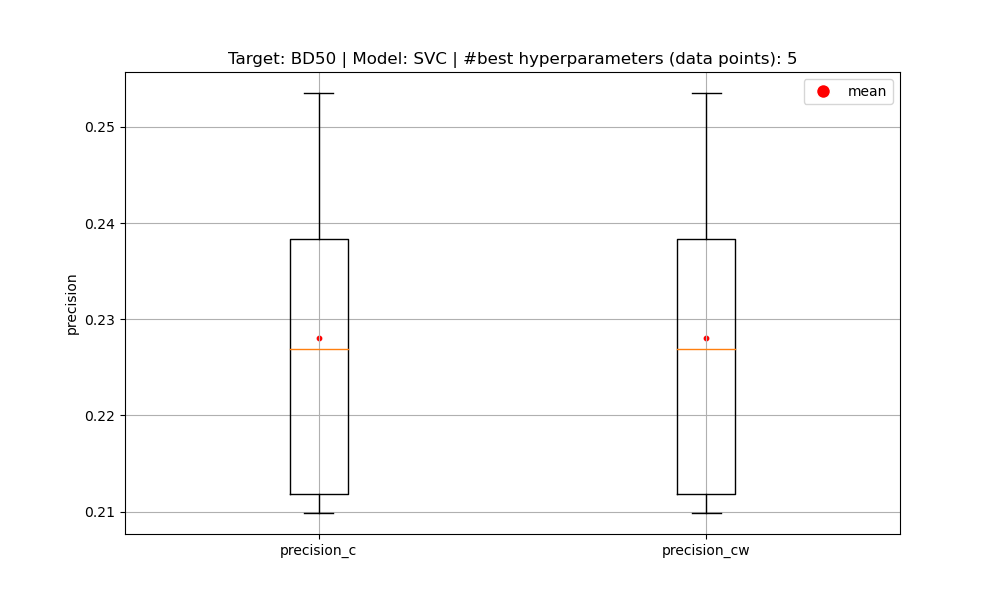 Target: BD50 | Model: SVC | #best hyperparameters (data points): 5
mean
0.25
0.24
0.23
0.22
0.21
precision
precision_c
precision_cw